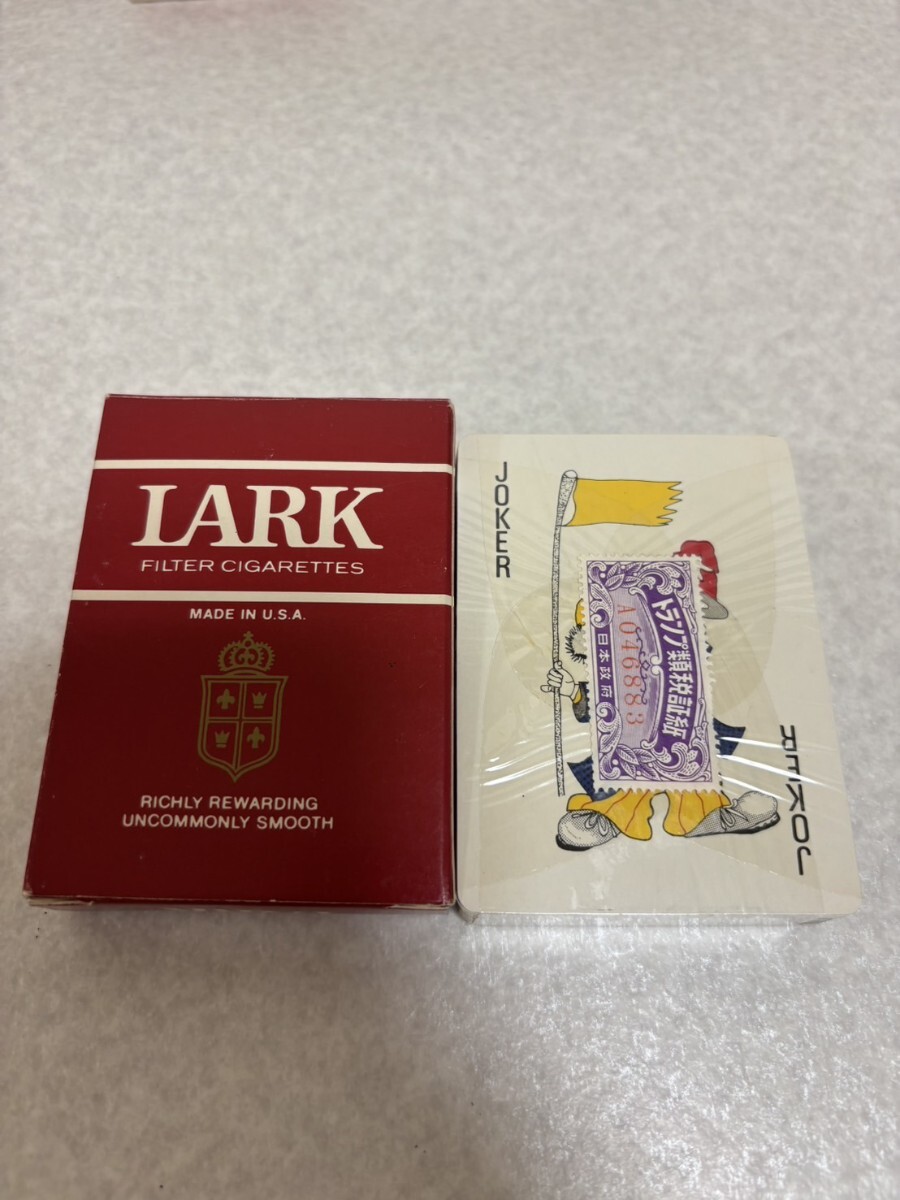 LARK
FILTER CIGARETTES
MADE IN U.S.A.
RICHLY REWARDING
UNCOMMONLY SMOOTH
JOKER
トランプ類税証紙
A046883
日本政府
JOKER